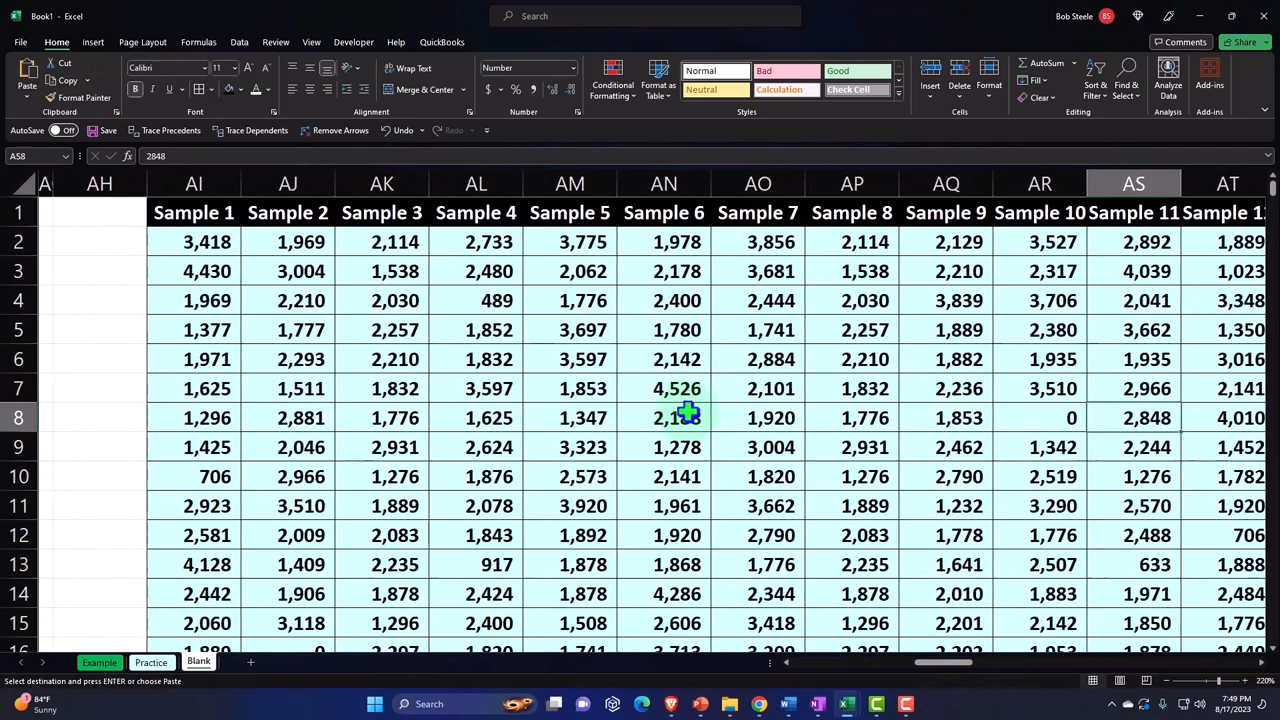 Book1 - Excel
Search
Bob Steele BS
File Home Insert Page Layout Formulas Data Review View Developer Help QuickBooks Comments Share
Paste Cut Copy Format Painter Clipboard
Calibri 11 B I U A A Font
Wrap Text Merge & Center Alignment
Number $ % Number
Conditional Formatting Format as Table Normal Bad Good Neutral Calculation Check Cell Styles
Insert Delete Format Cells
AutoSum Fill Clear Sort & Filter Find & Select Editing
Analyze Data Analysis Add-ins Add-ins
AutoSave Off Save Trace Precedents Trace Dependents Remove Arrows Undo Redo
AS8 fx 2848
AH AI AJ AK AL AM AN AO AP AQ AR AS AT
1 Sample 1 Sample 2 Sample 3 Sample 4 Sample 5 Sample 6 Sample 7 Sample 8 Sample 9 Sample 10 Sample 11
2 3,418 1,969 2,114 2,733 3,775 1,978 3,856 2,114 2,129 3,527 2,892 1,889
3 4,430 3,004 1,538 2,480 2,062 2,178 3,681 1,538 2,210 2,317 4,039 1,023
4 1,969 2,210 2,030 489 1,776 2,400 2,444 2,030 3,839 3,706 2,041 3,348
5 1,377 1,777 2,257 1,852 3,697 1,780 1,741 2,257 1,889 2,380 3,662 1,350
6 1,971 2,293 2,210 1,832 3,597 2,142 2,884 2,210 1,882 1,935 1,935 3,016
7 1,625 1,511 1,832 3,597 1,853 4,526 2,101 1,832 2,236 3,510 2,966 2,141
8 1,296 2,881 1,776 1,625 1,347 1,920 1,776 1,853 0 2,848 4,010
9 1,425 2,046 2,931 2,624 3,323 1,278 3,004 2,931 2,462 1,342 2,244 1,452
10 706 2,966 1,276 1,876 2,573 2,141 1,820 1,276 2,790 2,519 1,276 1,782
11 2,923 3,510 1,889 2,078 3,920 1,961 3,662 1,889 1,232 3,290 2,570 1,920
12 2,581 2,009 2,083 1,843 1,892 1,920 2,790 2,083 1,778 1,776 2,488 706
13 4,128 1,409 2,235 917 1,878 1,868 1,776 2,235 1,641 2,507 633 1,888
14 2,442 1,906 1,878 2,424 1,878 4,286 2,344 1,878 2,010 1,883 1,971 2,484
15 2,060 3,118 1,296 2,400 1,508 2,606 3,418 1,296 2,201 2,142 1,850 1,776
Example Practice Blank
Select destination and press ENTER or choose Paste 220%
84°F Search 7:49 PM
Sunny 8/17/2023